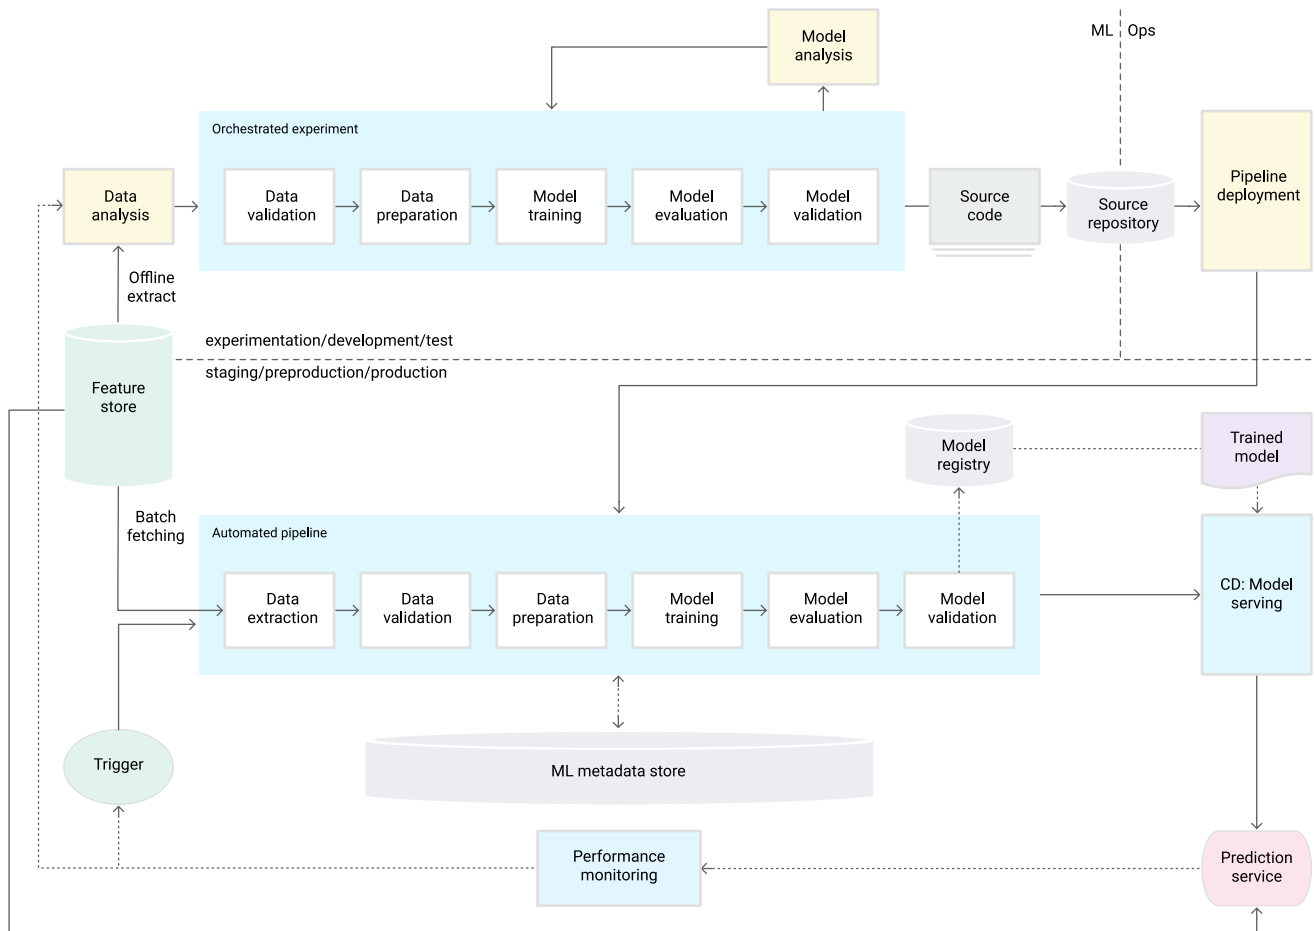 Model
analysis
ML
Ops
Orchestrated experiment
Data
analysis
Data
validation
Data
preparation
Model
training
Model
evaluation
Model
validation
Source
code
Source
repository
Pipeline
deployment
Offline
extract
experimentation/development/test
staging/preproduction/production
Feature
store
Model
registry
Trained
model
Batch
fetching
Automated pipeline
Data
extraction
Data
validation
Data
preparation
Model
training
Model
evaluation
Model
validation
CD: Model
serving
Trigger
ML metadata store
Performance
monitoring
Prediction
service